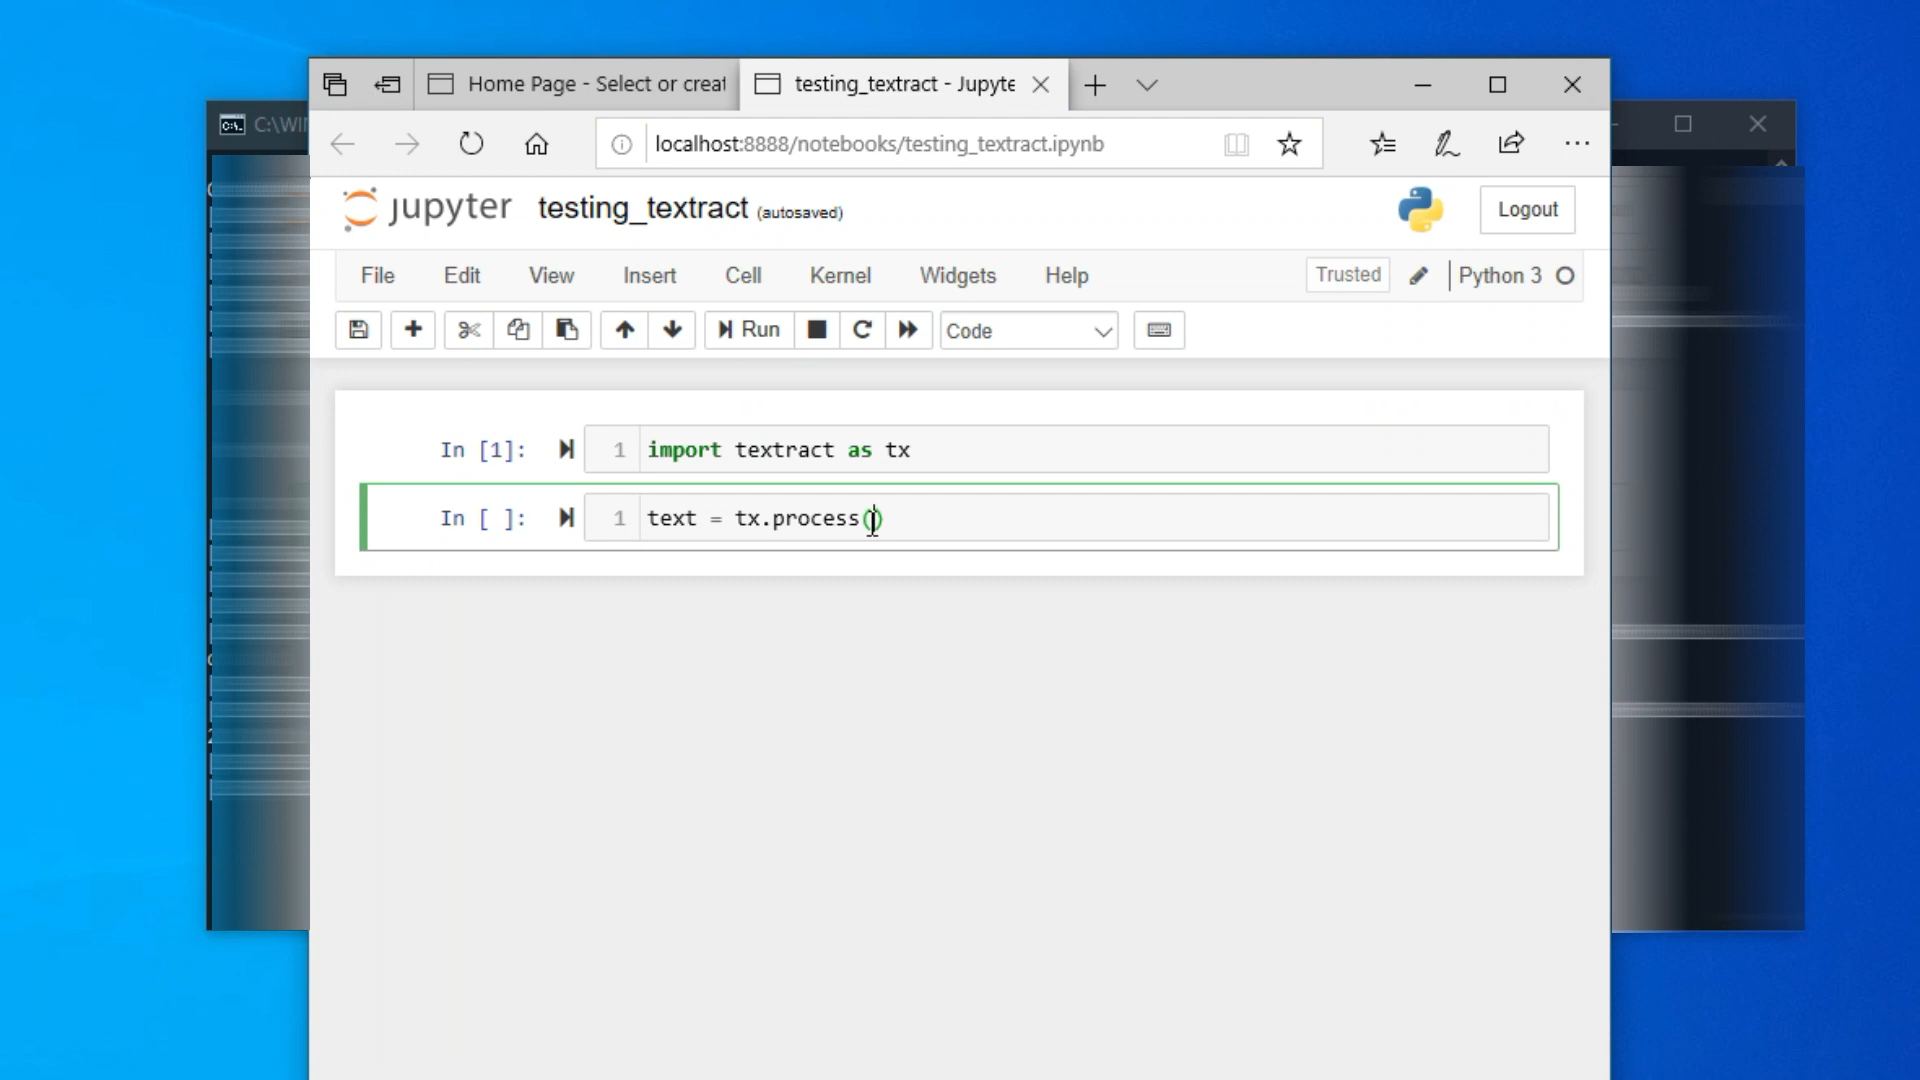 Home Page - Select or creat
testing_textract - Jupyte
C:\WI
localhost:8888/notebooks/testing_textract.ipynb
jupyter testing_textract (autosaved)
Logout
File Edit View Insert Cell Kernel Widgets Help
Trusted
Python 3
Run
Code
In [1]: 1 import textract as tx
In [ ]: 1 text = tx.process()